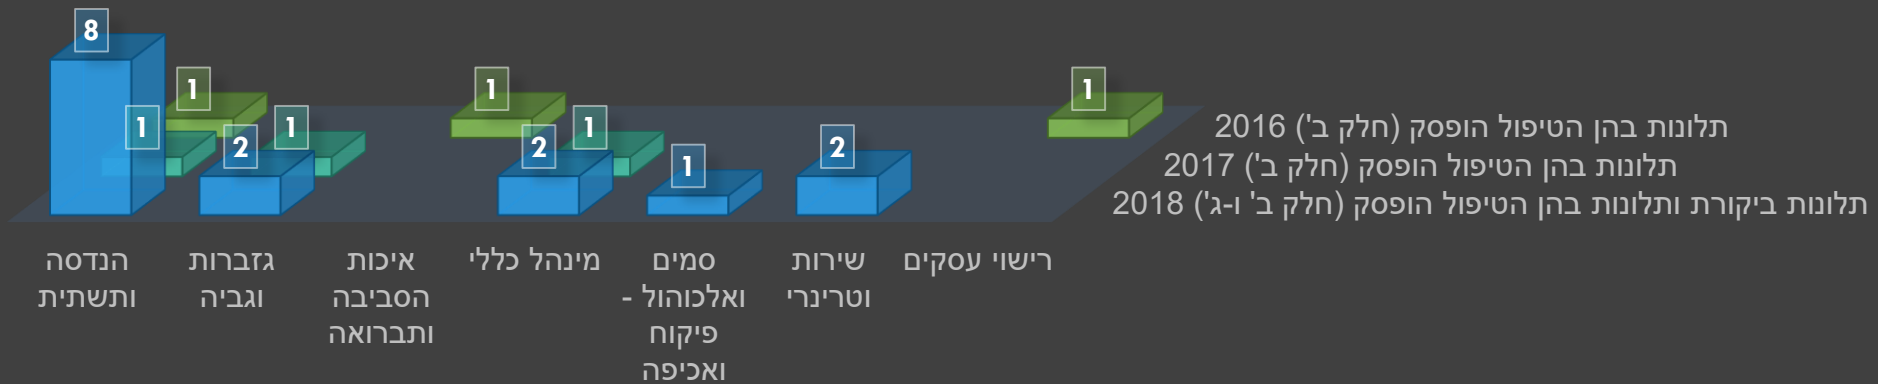 8
1
1
1
1
1
2
1
2
1
2
1
תלונות בהן הטיפול הופסק (חלק ב') 2016
תלונות בהן הטיפול הופסק (חלק ב') 2017
תלונות ביקורת ותלונות בהן הטיפול הופסק (חלק ב' ו-ג') 2018
הנדסה
ותשתית
גזברות
וגביה
איכות
הסביבה
ותברואה
מינהל כללי
סמים
ואלכוהול -
פיקוח
ואכיפה
שירות
וטרינרי
רישוי עסקים